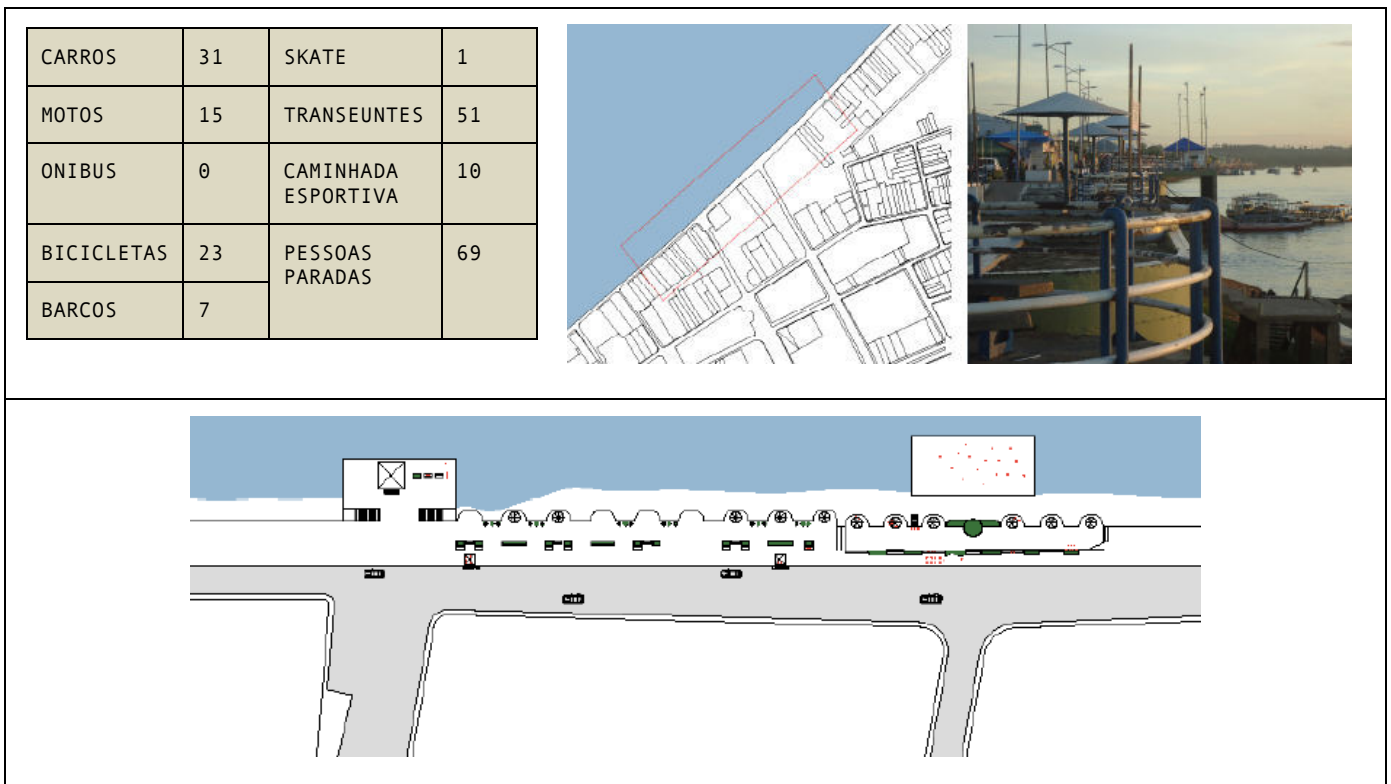 CARROS 31 SKATE 1
MOTOS 15 TRANSEUNTES 51
ONIBUS 0 CAMINHADA
ESPORTIVA 10
BICICLETAS 23 PESSOAS
PARADAS 69
BARCOS 7